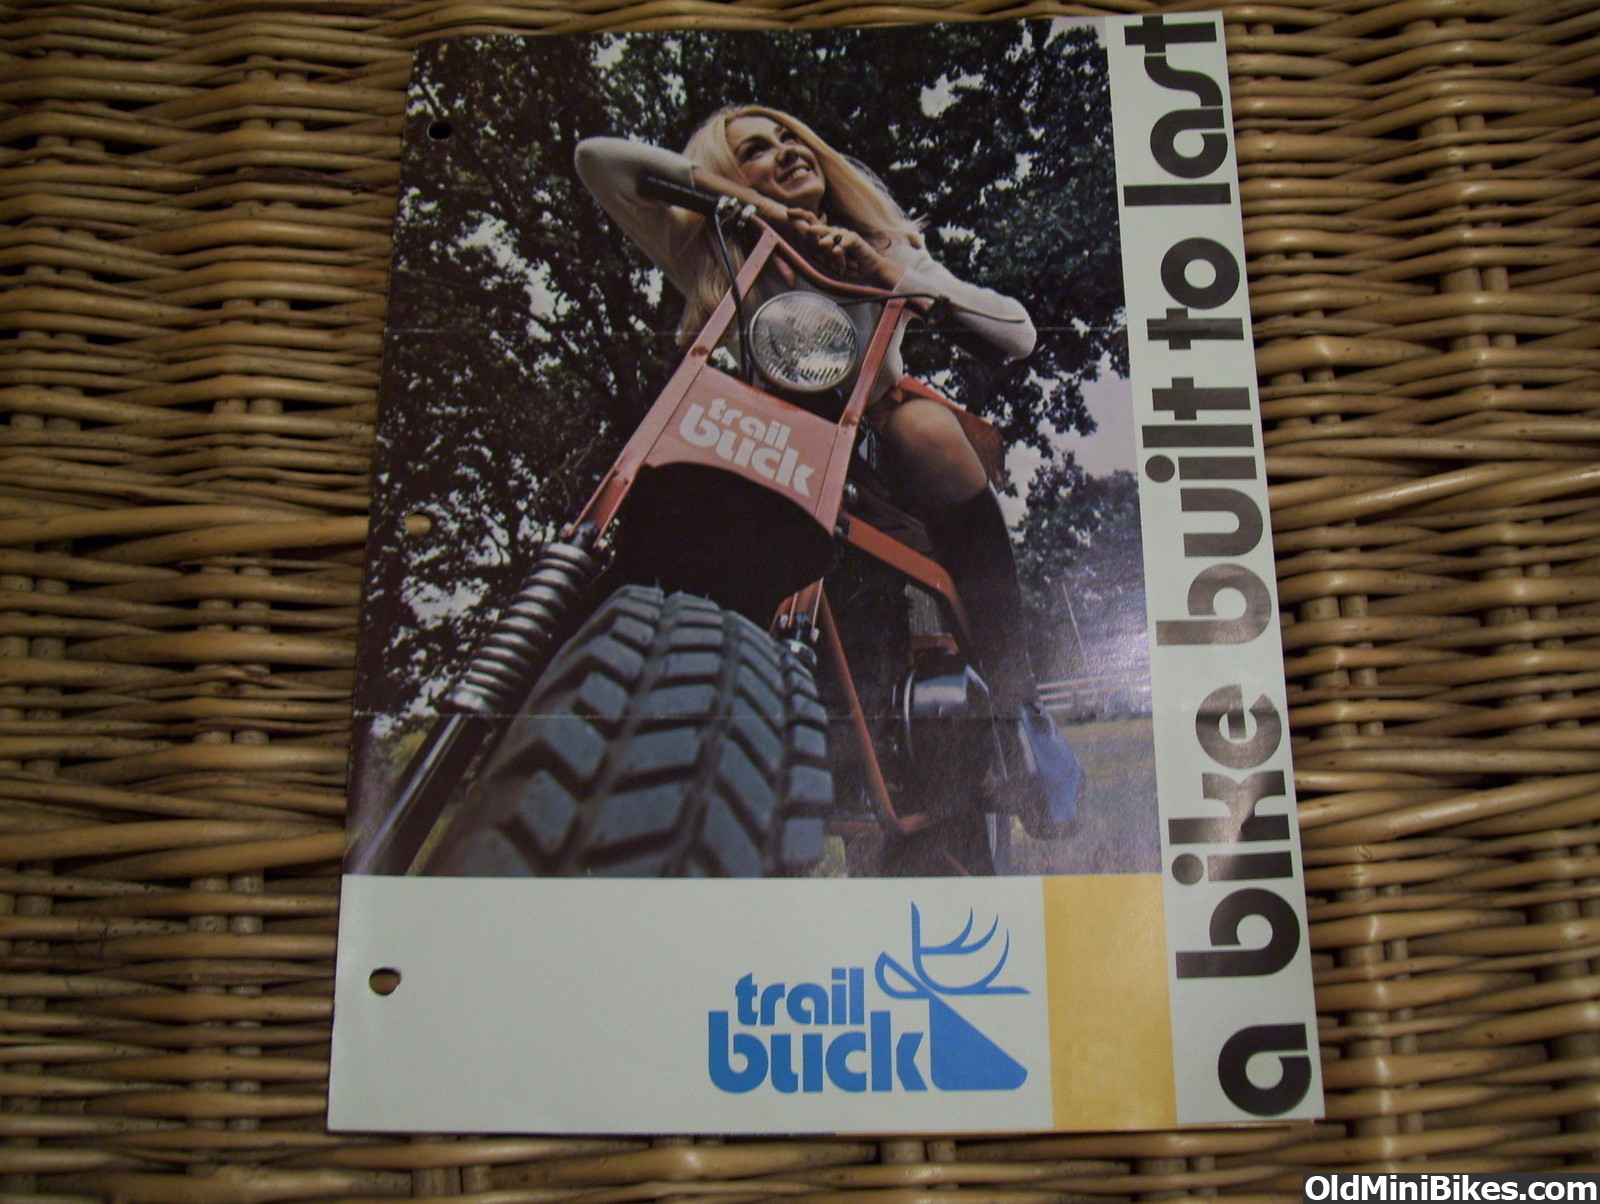 trail
buck
a bike built to last
trail
buck
OldMiniBikes.com